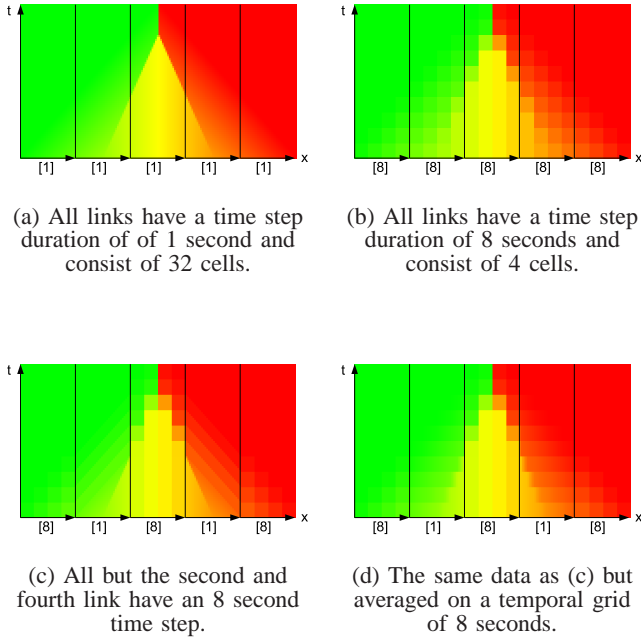 t
x
[1] [1] [1] [1] [1]
(a) All links have a time step
duration of of 1 second and
consist of 32 cells.
t
x
[8] [8] [8] [8] [8]
(b) All links have a time step
duration of 8 seconds and
consist of 4 cells.
t
x
[8] [1] [8] [1] [8]
(c) All but the second and
fourth link have an 8 second
time step.
t
x
[8] [1] [8] [1] [8]
(d) The same data as (c) but
averaged on a temporal grid
of 8 seconds.